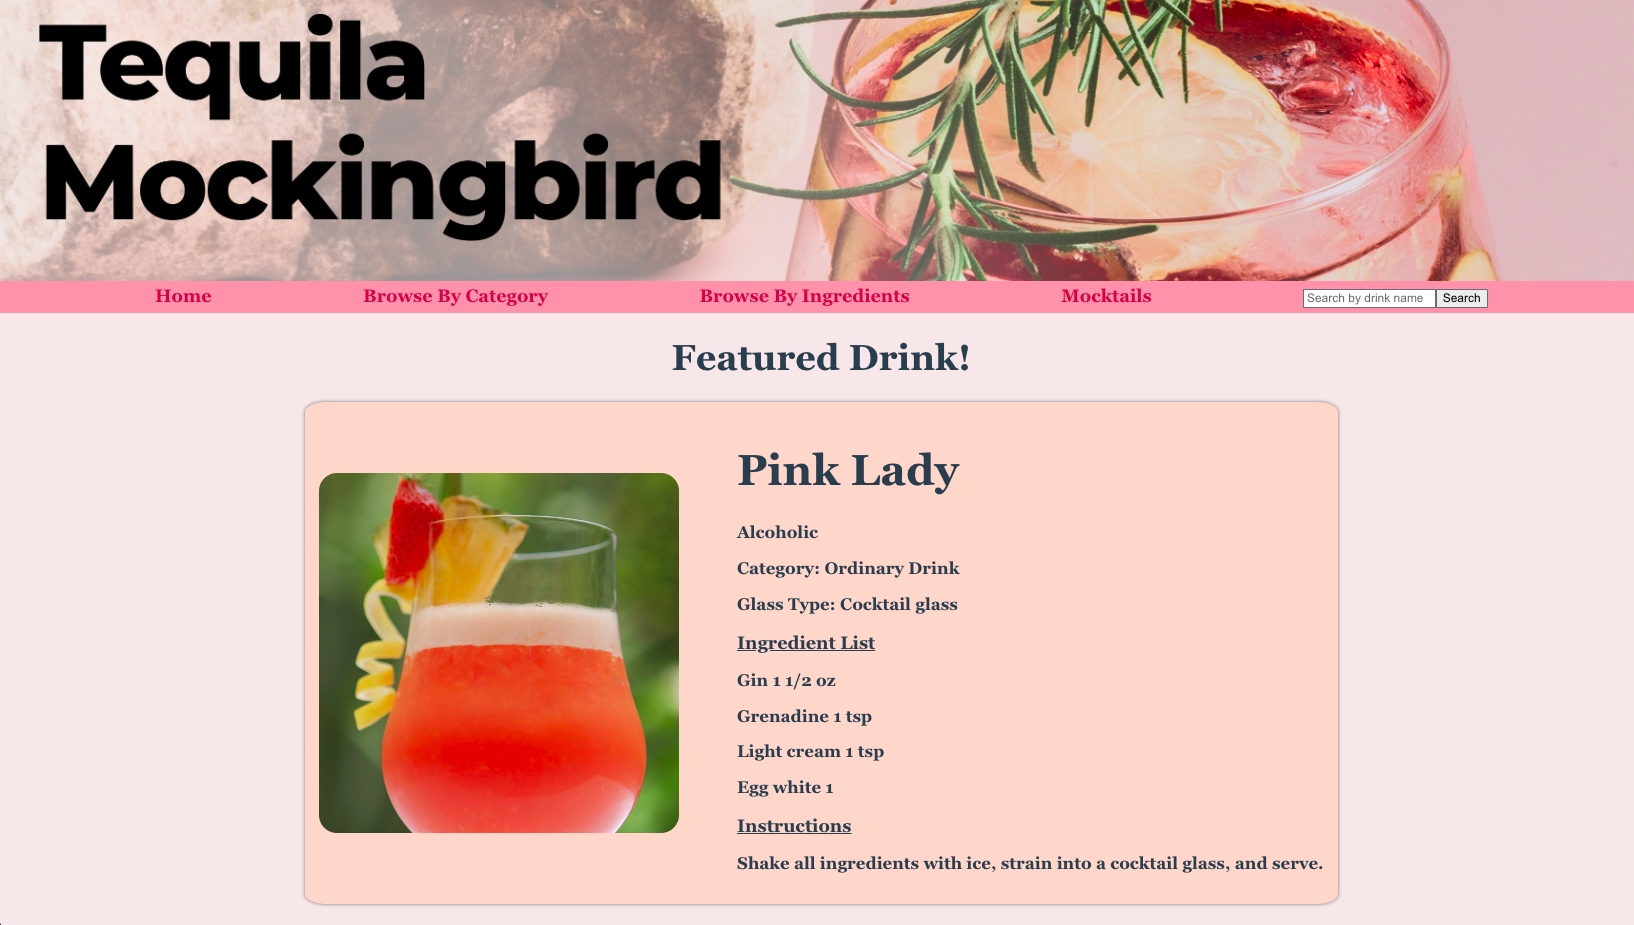 Tequila
Mockingbird
Home
Browse By Category
Browse By Ingredients
Mocktails
Search by drink name
Search
Featured Drink!
Pink Lady
Alcoholic
Category: Ordinary Drink
Glass Type: Cocktail glass
Ingredient List
Gin 1 1/2 oz
Grenadine 1 tsp
Light cream 1 tsp
Egg white 1
Instructions
Shake all ingredients with ice, strain into a cocktail glass, and serve.